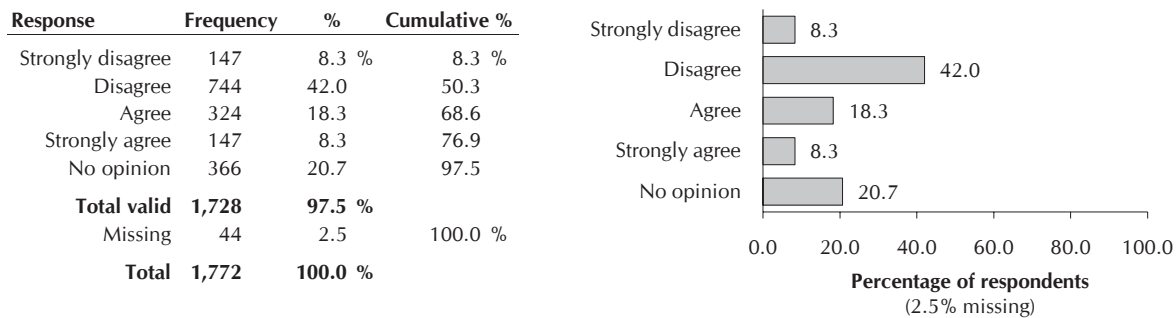 Response Frequency % Cumulative %
Strongly disagree 147 8.3 % 8.3 %
Disagree 744 42.0 50.3
Agree 324 18.3 68.6
Strongly agree 147 8.3 76.9
No opinion 366 20.7 97.5
Total valid 1,728 97.5 %
Missing 44 2.5 100.0 %
Total 1,772 100.0 %
Strongly disagree 8.3
Disagree 42.0
Agree 18.3
Strongly agree 8.3
No opinion 20.7
0.0 20.0 40.0 60.0 80.0 100.0
Percentage of respondents
(2.5% missing)